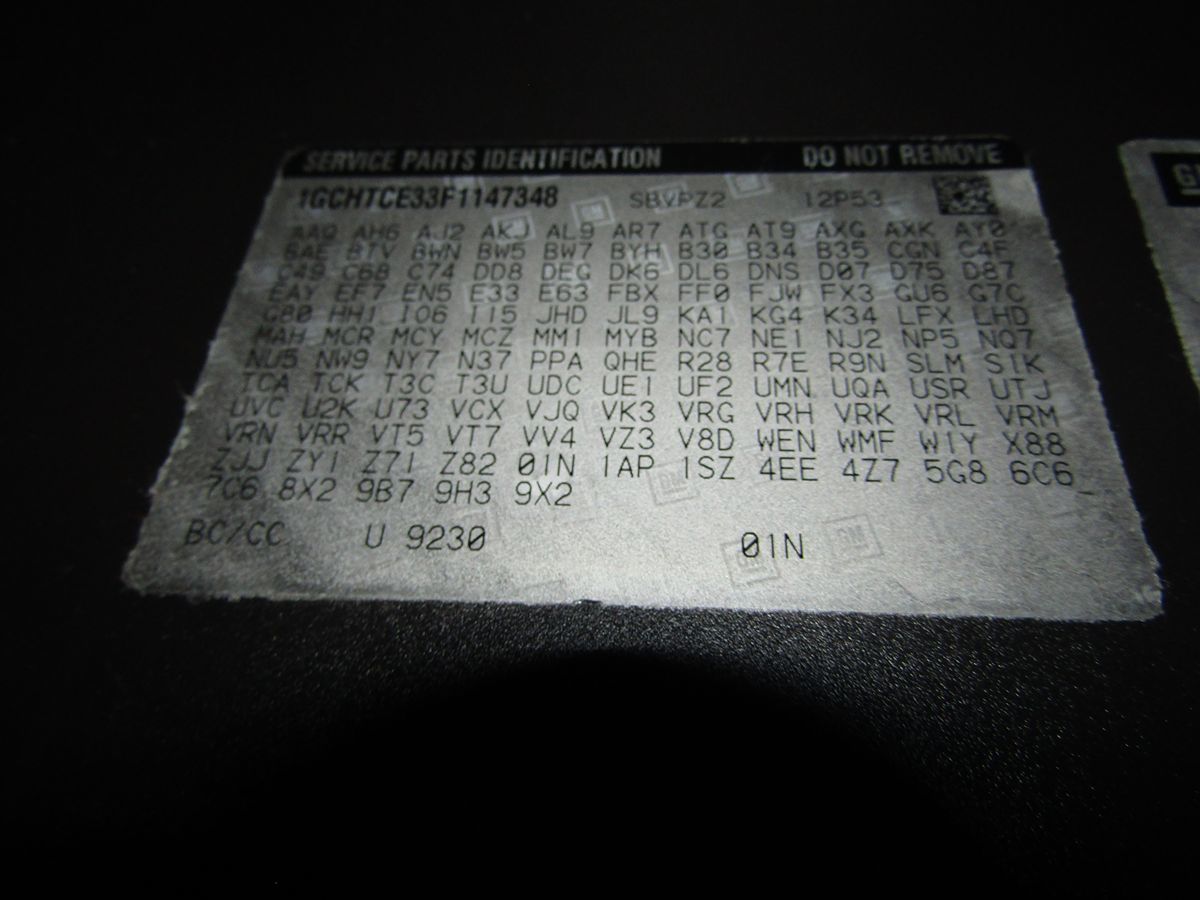 SERVICE PARTS IDENTIFICATION DO NOT REMOVE
1GCHTCE33F1147348 SBVPZ2 12P53
AAQ AH6 AJ2 AKJ AL9 AR7 ATG AT9 AXG AXK AY0
BAE BTV BWN BW5 BW7 BYH B30 B34 B35 CGN C4F
C49 C68 C74 DD8 DEG DK6 DL6 DNS D07 D75 D87
EAY EF7 EN5 E33 E63 FBX FF0 FJW FX3 GU6 G7C
G80 HHJ I06 I15 JHD JL9 KA1 KG4 K34 LFX LHD
MAH MCR MCY MCZ MM1 MYB NC7 NE1 NJ2 NP5 NQ7
NU5 NW9 NY7 N37 PPA QHE R28 R7E R9N SLM S1K
TCA TCK T3C T3U UDC UE1 UF2 UMN UQA USR UTJ
UVC U2K U73 VCX VJQ VK3 VRG VRH VRK VRL VRM
VRN VRR VT5 VT7 VV4 VZ3 V8D WEN WMF W1Y X88
ZJJ ZY1 Z71 Z82 01N 1AP 1SZ 4EE 4Z7 5G8 6C6
7C6 8X2 9B7 9H3 9X2
BC/CC U 9230 01N